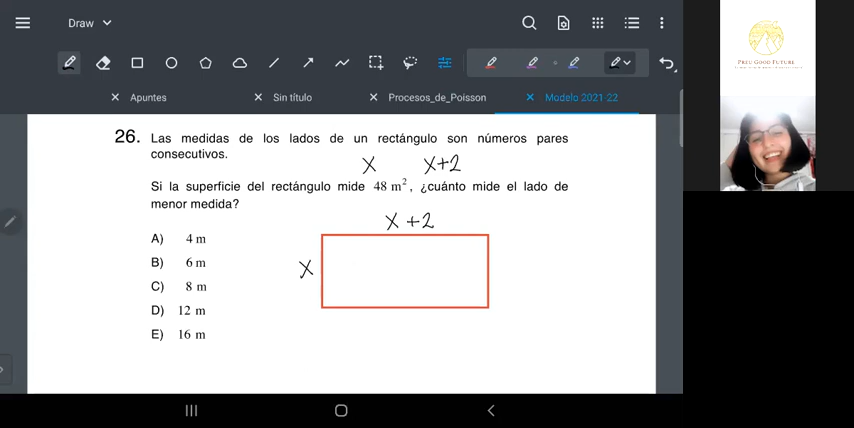 Draw
Apuntes
Sin título
Procesos_de_Poisson
Modelo 2021-22
PREU GOOD FUTURE
26. Las medidas de los lados de un rectángulo son números pares
consecutivos.
x x+2
Si la superficie del rectángulo mide 48 m², ¿cuánto mide el lado de
menor medida?
x+2
A) 4 m
B) 6 m
x
C) 8 m
D) 12 m
E) 16 m